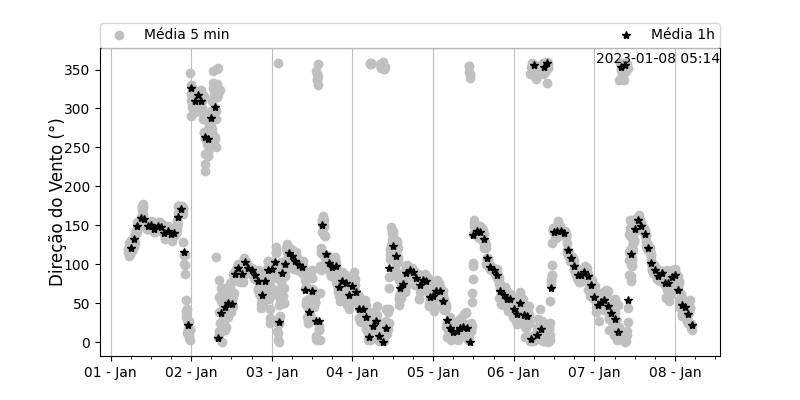 Média 5 min
Média 1h
2023-01-08 05:14
Direção do Vento (°)
350
300
250
200
150
100
50
0
01 - Jan
02 - Jan
03 - Jan
04 - Jan
05 - Jan
06 - Jan
07 - Jan
08 - Jan